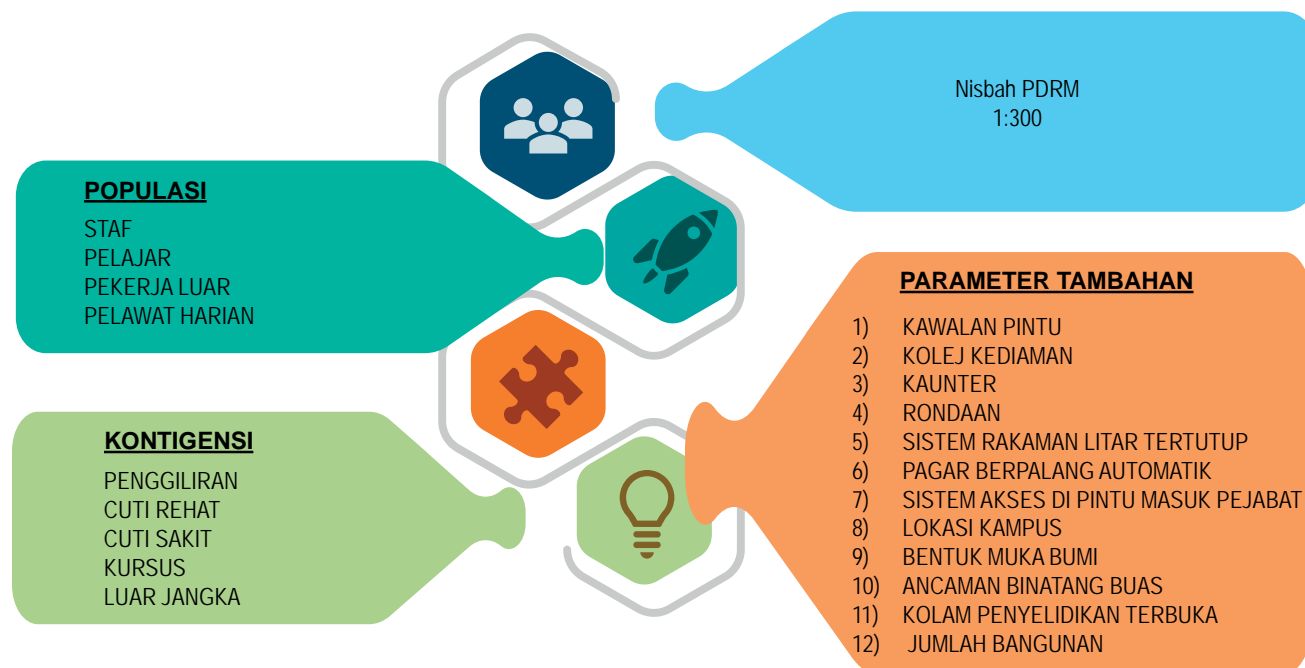 Nisbah PDRM
1:300
POPULASI
STAF
PELAJAR
PEKERJA LUAR
PELAWAT HARIAN
KONTIGENSI
PENGGILIRAN
CUTI REHAT
CUTI SAKIT
KURSUS
LUAR JANGKA
PARAMETER TAMBAHAN
1) KAWALAN PINTU
2) KOLEJ KEDIAMAN
3) KAUNTER
4) RONDAAN
5) SISTEM RAKAMAN LITAR TERTUTUP
6) PAGAR BERPALANG AUTOMATIK
7) SISTEM AKSES DI PINTU MASUK PEJABAT
8) LOKASI KAMPUS
9) BENTUK MUKA BUMI
10) ANCAMAN BINATANG BUAS
11) KOLAM PENYELIDIKAN TERBUKA
12) JUMLAH BANGUNAN